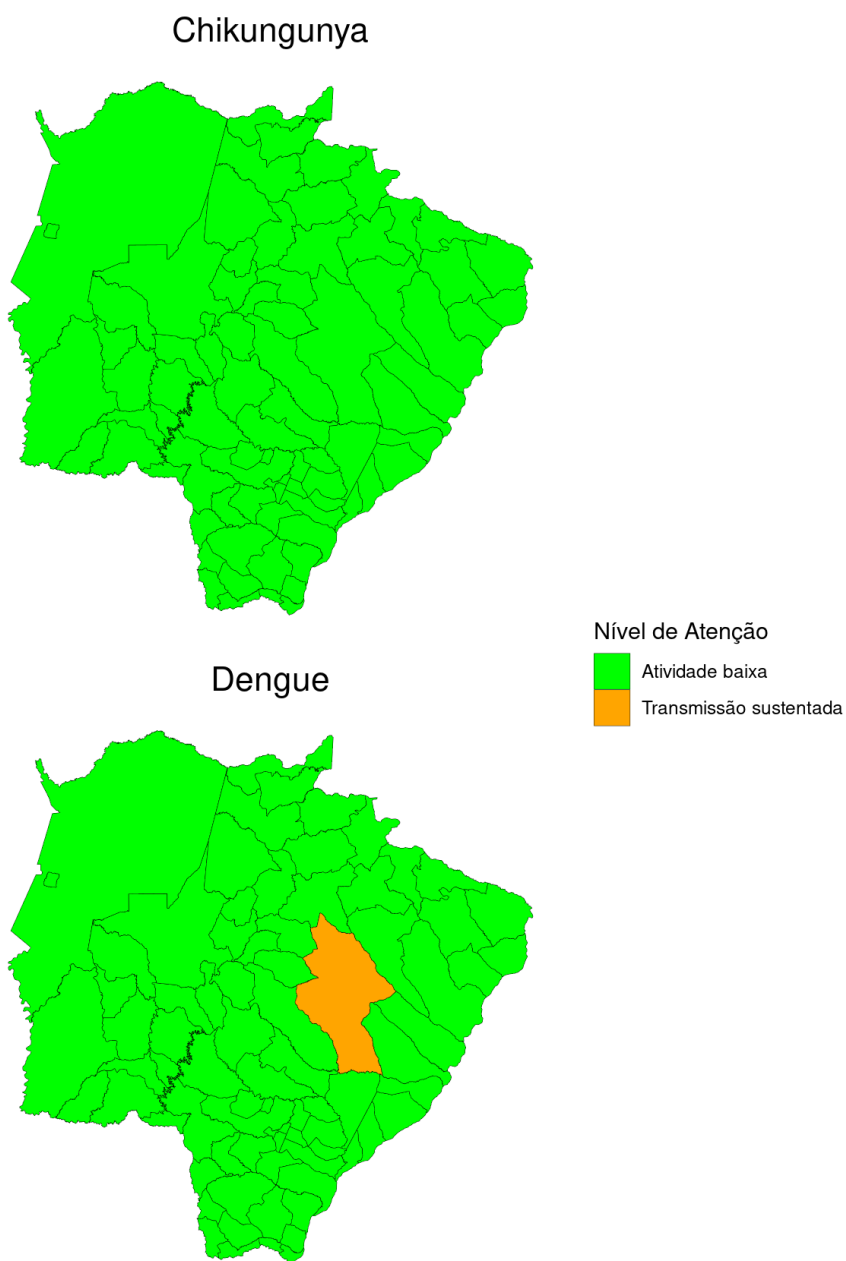 Chikungunya
Nível de Atenção
Atividade baixa
Transmissão sustentada
Dengue